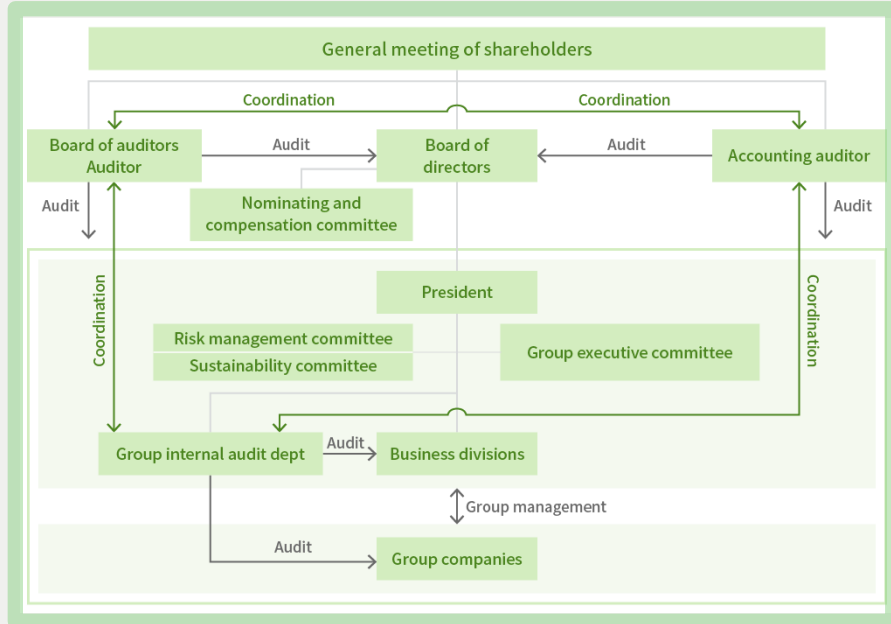 General meeting of shareholders
Coordination
Coordination
Board of auditors
Auditor
Audit
Board of
directors
Audit
Accounting auditor
Audit
Nominating and
compensation committee
Audit
Coordination
President
Coordination
Risk management committee
Sustainability committee
Group executive committee
Group internal audit dept
Audit
Business divisions
Group management
Audit
Group companies